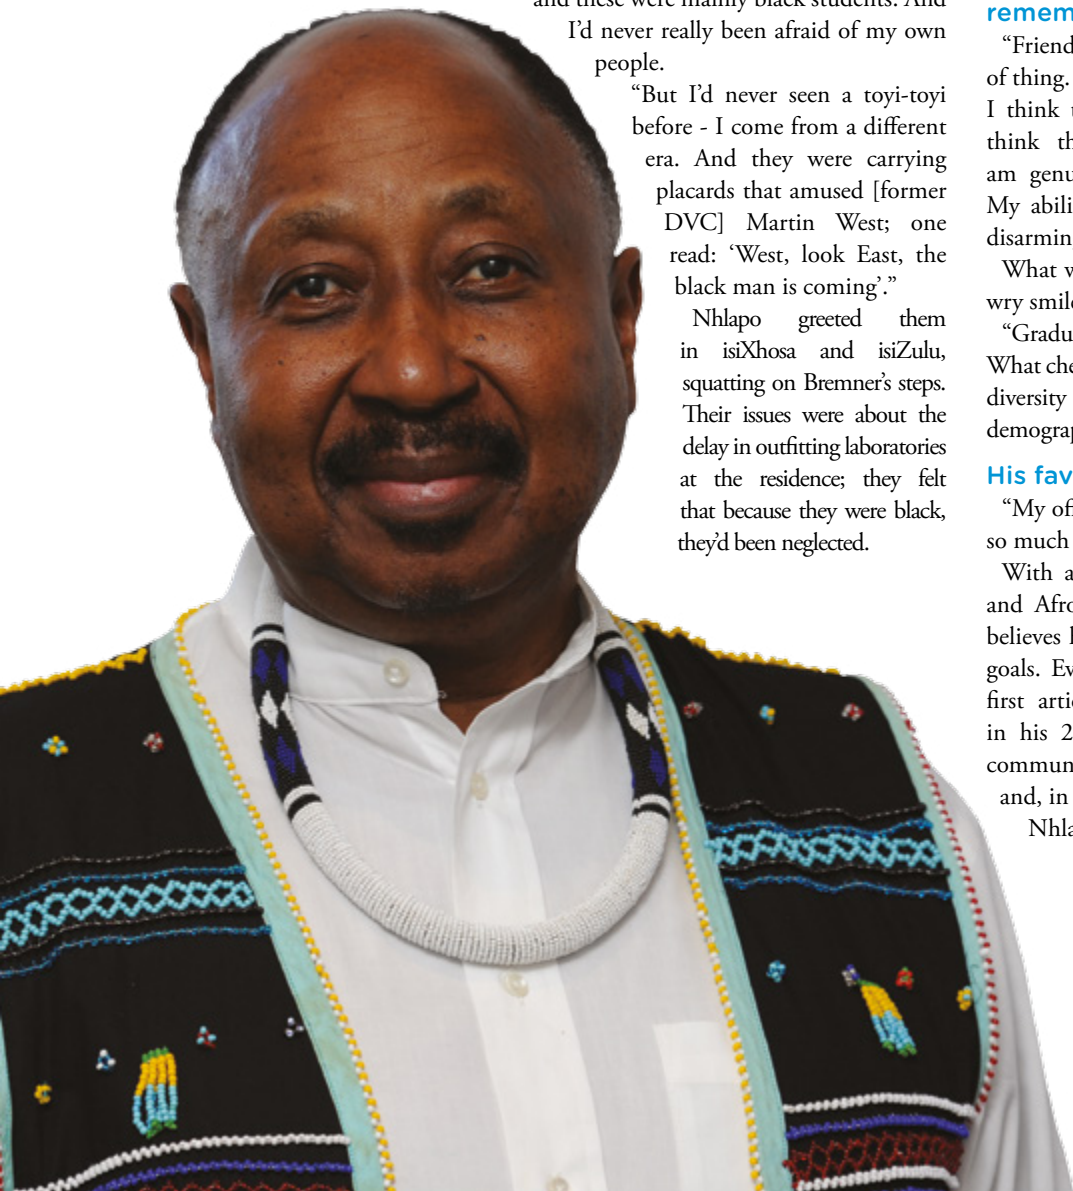 and these were mainly black students. And
I'd never really been afraid of my own
people.
“But I'd never seen a toyi-toyi
before - I come from a different
era. And they were carrying
placards that amused [former
DVC] Martin West; one
read: ‘West, look East, the
black man is coming’.”
Nhlapo greeted them
in isiXhosa and isiZulu,
squatting on Bremner's steps.
Their issues were about the
delay in outfitting laboratories
at the residence; they felt
that because they were black,
they'd been neglected.
remem
“Friend
of thing.
I think
think th
am genu
My abili
disarmin
What w
wry smile
“Gradu
What che
diversity
demograp
His fav
“My off
so much
With a
and Afro
believes
goals. Ev
first arti
in his 2
commun
and, in
Nhla